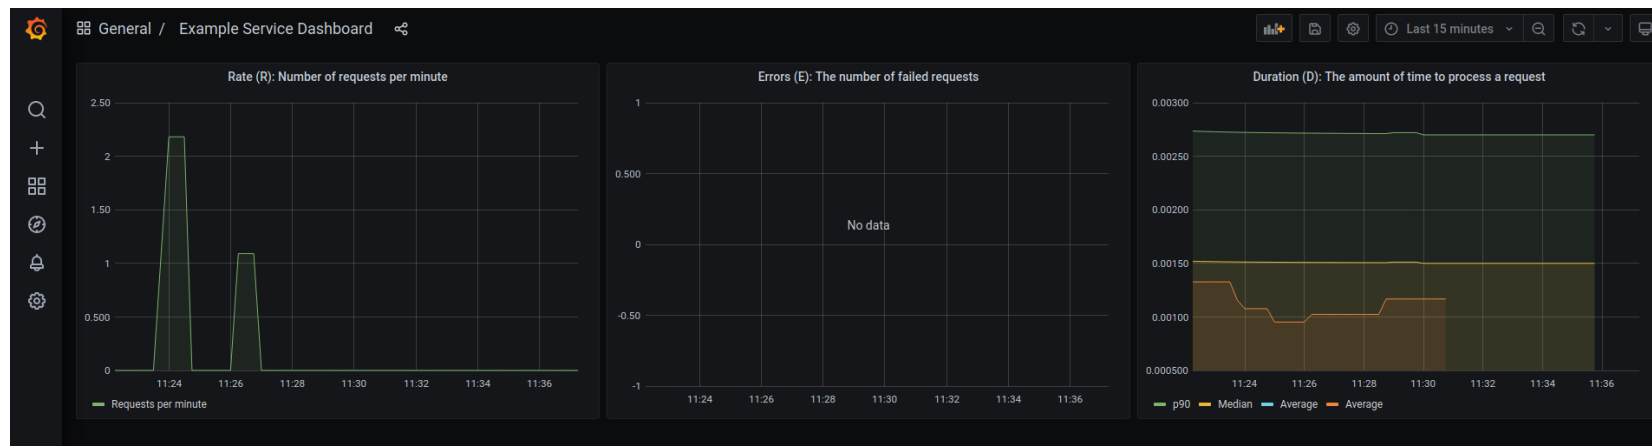 General / Example Service Dashboard
Last 15 minutes
Rate (R): Number of requests per minute
2.50
2
1.50
1
0.500
0
11:24 11:26 11:28 11:30 11:32 11:34 11:36
Requests per minute
Errors (E): The number of failed requests
1
0.500
No data
0
-0.50
-1
11:24 11:26 11:28 11:30 11:32 11:34 11:36
Duration (D): The amount of time to process a request
0.00300
0.00250
0.00200
0.00150
0.00100
0.000500
11:24 11:26 11:28 11:30 11:32 11:34 11:36
p90 Median Average Average